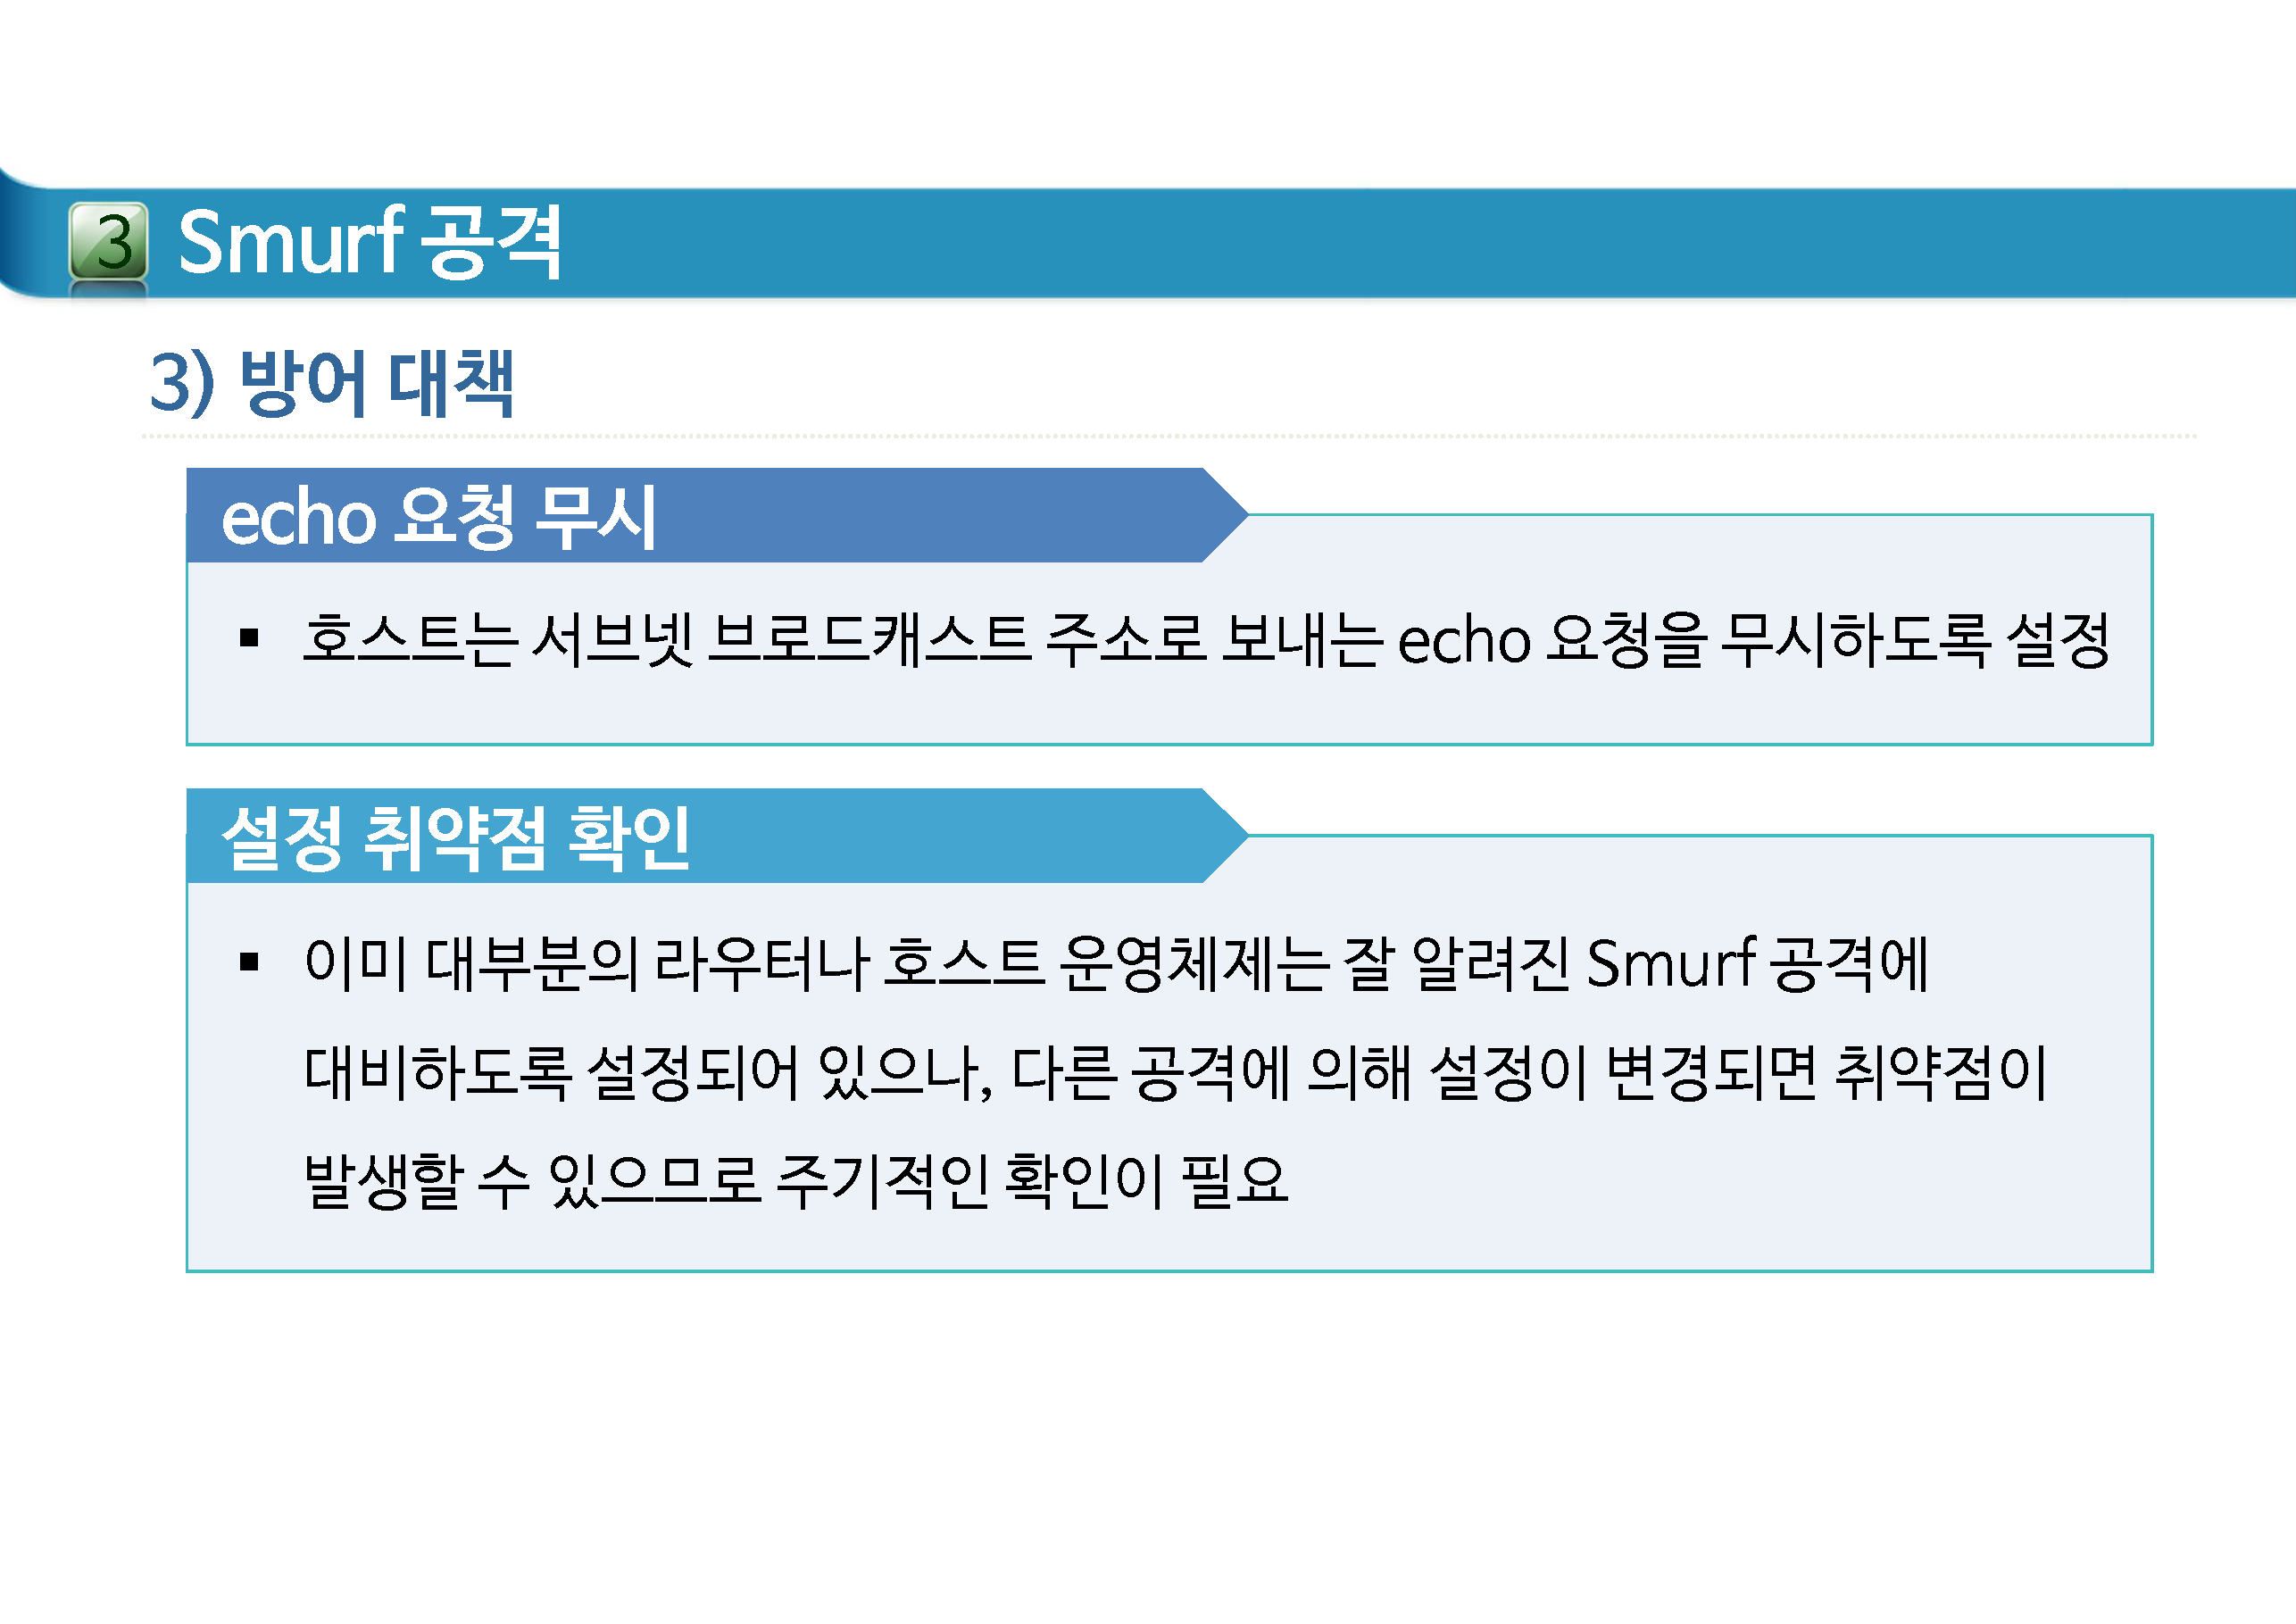 3 Smurf 공격
3) 방어 대책
echo 요청 무시
▪ 호스트는 서브넷 브로드캐스트 주소로 보내는 echo 요청을 무시하도록 설정
설정 취약점 확인
▪ 이미 대부분의 라우터나 호스트 운영체제는 잘 알려진 Smurf 공격에
대비하도록 설정되어 있으나, 다른 공격에 의해 설정이 변경되면 취약점이
발생할 수 있으므로 주기적인 확인이 필요